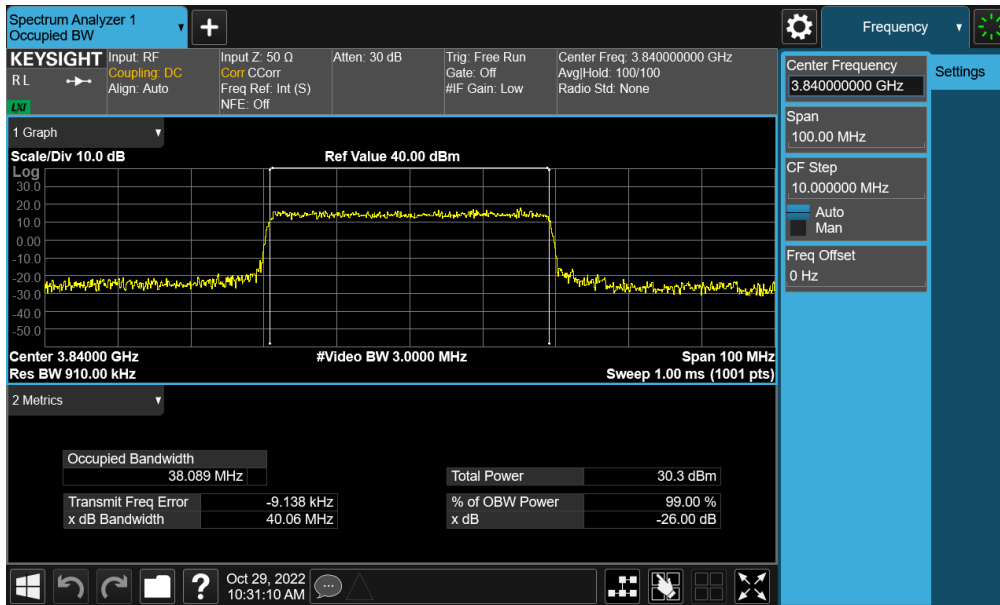 Spectrum Analyzer 1
Occupied BW
+
Frequency
KEYSIGHT
R L
LXI
Input: RF
Coupling: DC
Align: Auto
Input Z: 50 Ω
Corr CCorr
Freq Ref: Int (S)
NFE: Off
Atten: 30 dB
Trig: Free Run
Gate: Off
#IF Gain: Low
Center Freq: 3.840000000 GHz
Avg|Hold: 100/100
Radio Std: None
Center Frequency
3.840000000 GHz
Settings
Span
100.00 MHz
CF Step
10.000000 MHz
Auto
Man
Freq Offset
0 Hz
1 Graph
Scale/Div 10.0 dB
Ref Value 40.00 dBm
Log
30.0
20.0
10.0
0.00
-10.0
-20.0
-30.0
-40.0
-50.0
Center 3.84000 GHz
#Video BW 3.0000 MHz
Span 100 MHz
Res BW 910.00 kHz
Sweep 1.00 ms (1001 pts)
2 Metrics
Occupied Bandwidth
38.089 MHz
Total Power 30.3 dBm
Transmit Freq Error -9.138 kHz
% of OBW Power 99.00 %
x dB Bandwidth 40.06 MHz
x dB -26.00 dB
?
Oct 29, 2022
10:31:10 AM